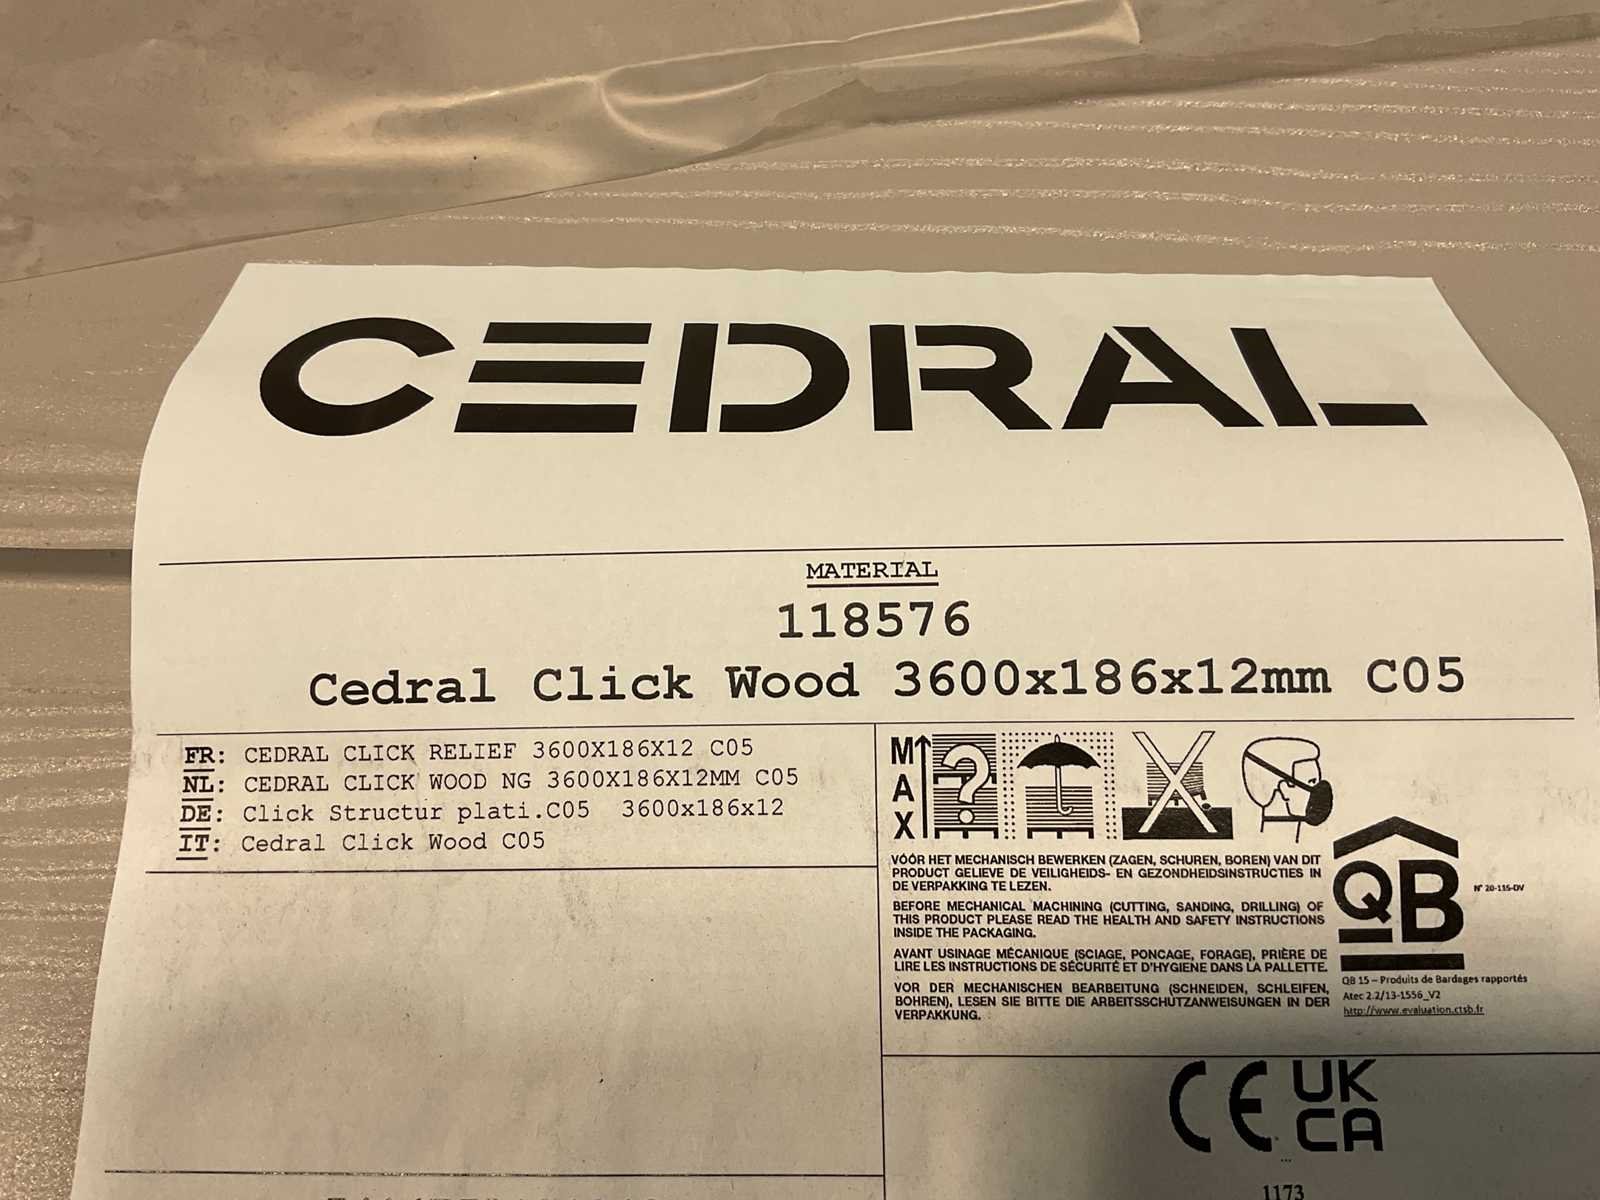 CEDRAL
MATERIAL
118576
Cedral Click Wood 3600x186x12mm C05
FR: CEDRAL CLICK RELIEF 3600X186X12 C05
NL: CEDRAL CLICK WOOD NG 3600X186X12MM C05
DE: Click Structur plati.C05 3600x186x12
IT: Cedral Click Wood C05
MAX
?
VÓÓR HET MECHANISCH BEWERKEN (ZAGEN, SCHUREN, BOREN) VAN DIT
PRODUCT GELIEVE DE VEILIGHEIDS- EN GEZONDHEIDSINSTRUCTIES IN
DE VERPAKKING TE LEZEN.
BEFORE MECHANICAL MACHINING (CUTTING, SANDING, DRILLING) OF
THIS PRODUCT PLEASE READ THE HEALTH AND SAFETY INSTRUCTIONS
INSIDE THE PACKAGING.
AVANT USINAGE MÉCANIQUE (SCIAGE, PONCAGE, FORAGE), PRIÈRE DE
LIRE LES INSTRUCTIONS DE SÉCURITÉ ET D'HYGIENE DANS LA PALLETTE.
VOR DER MECHANISCHEN BEARBEITUNG (SCHNEIDEN, SCHLEIFEN,
BOHREN), LESEN SIE BITTE DIE ARBEITSSCHUTZANWEISUNGEN IN DER
VERPAKKUNG.
QB
N° 20-115-DV
QB 15 – Produits de Bardages rapportés
Atec 2.2/13-1556_V2
http://www.evaluation.cstb.fr
CE UK
CA
...
1173